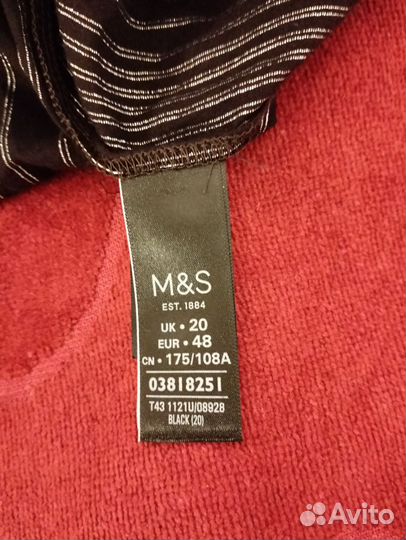 M&S
EST. 1884
UK • 20
EUR • 48
CN • 175/108A
03818251
T43 1121U/08928
BLACK (20)
Avito